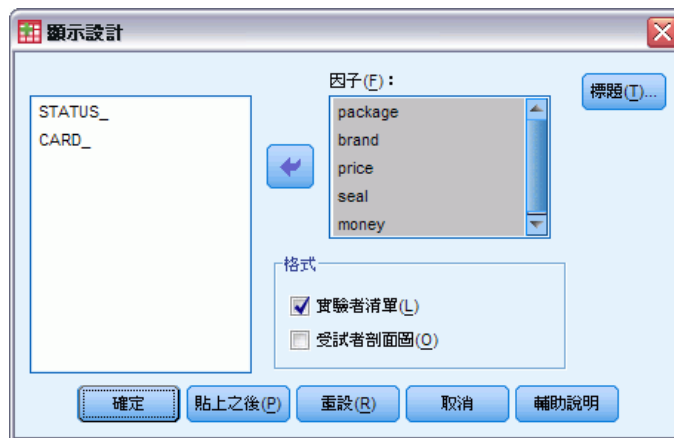 顯示設計
因子(F)：
標題(T)...
STATUS_
CARD_
package
brand
price
seal
money
格式
實驗者清單(L)
受試者剖面圖(O)
確定
貼上之後(P)
重設(R)
取消
輔助說明